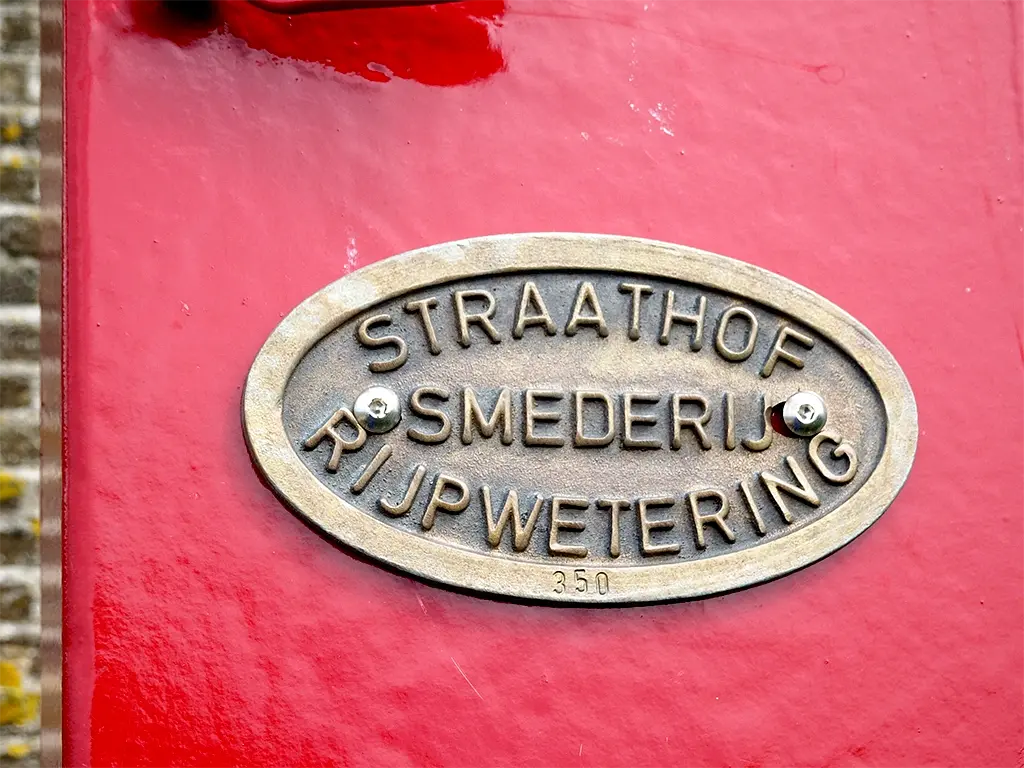 STRAATHOF
SMEDERIJ
RIJPWETERING
350